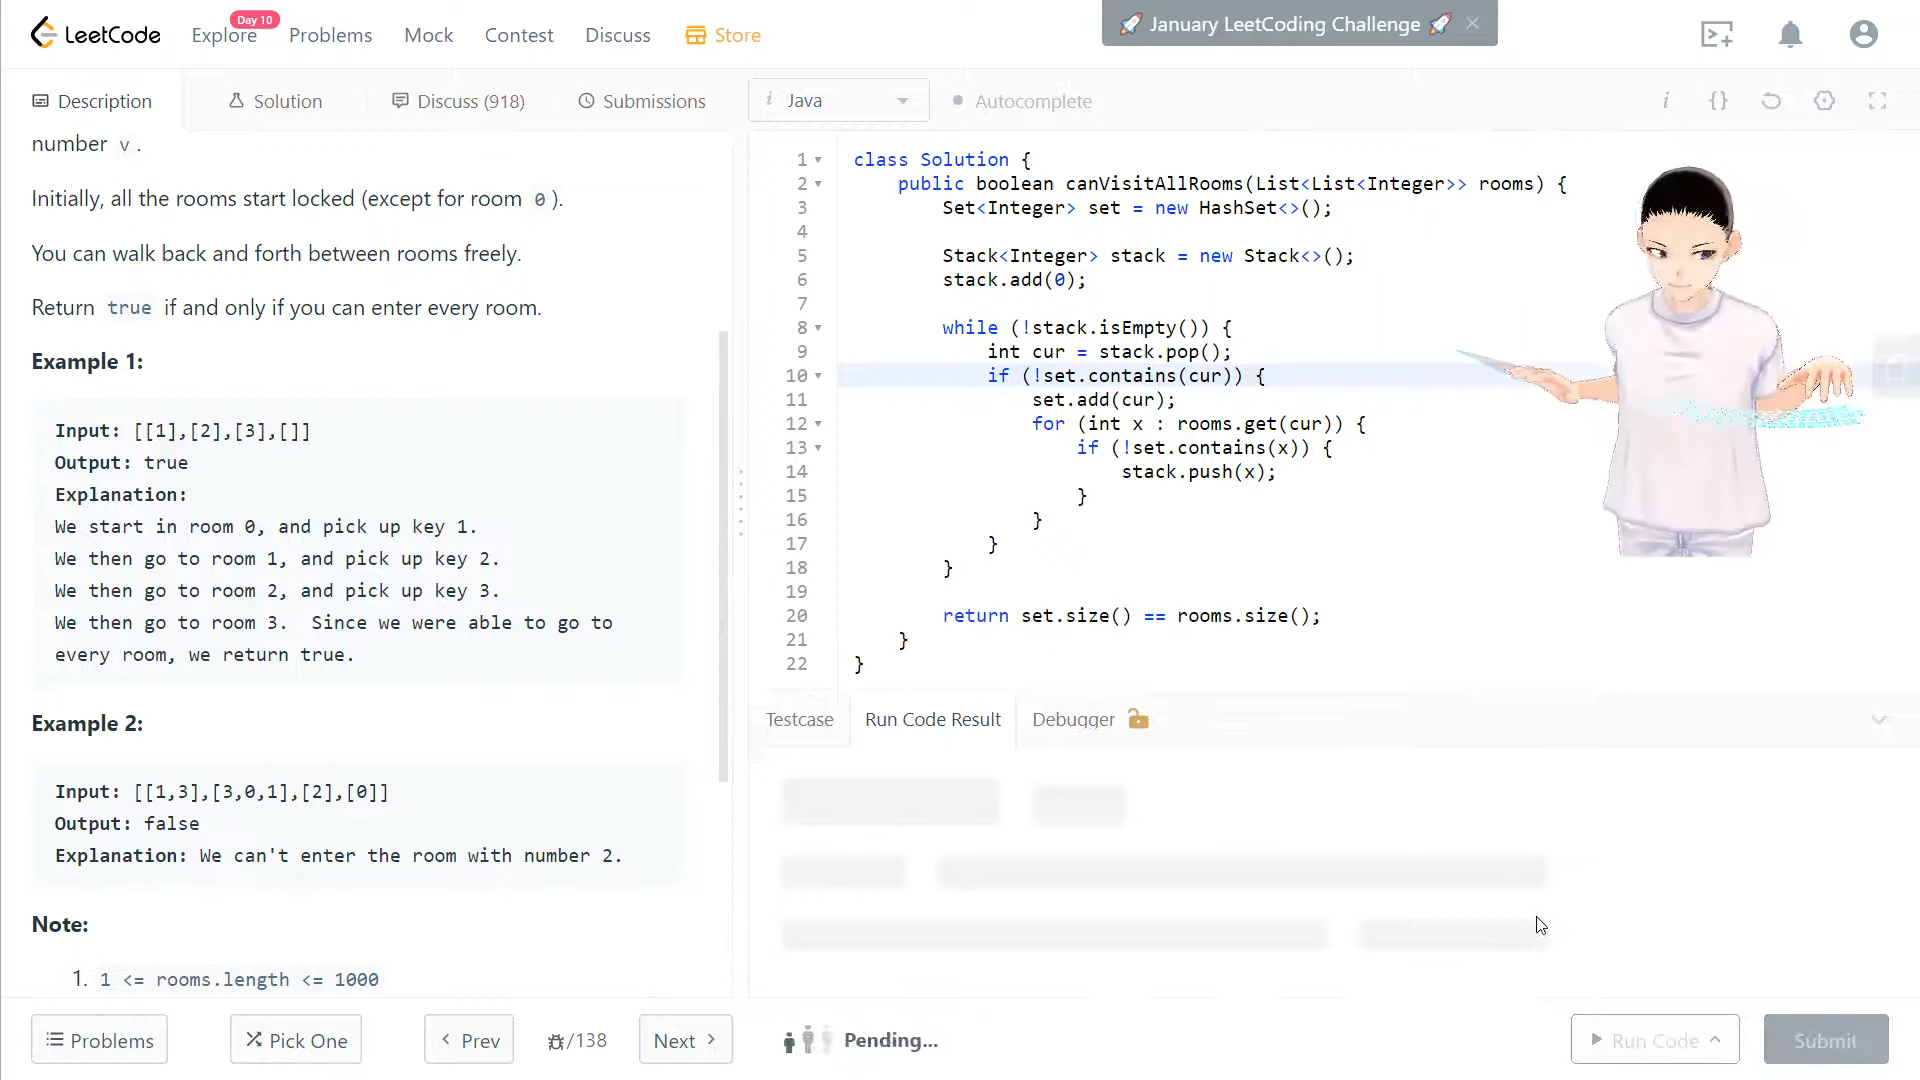 LeetCode
Explore
Day 10
Problems
Mock
Contest
Discuss
Store
🚀 January LeetCoding Challenge 🚀
Description
Solution
Discuss (918)
Submissions
i Java
Autocomplete
i
{}
number v .
Initially, all the rooms start locked (except for room 0 ).
You can walk back and forth between rooms freely.
Return true if and only if you can enter every room.
Example 1:
Input: [[1],[2],[3],[]]
Output: true
Explanation:
We start in room 0, and pick up key 1.
We then go to room 1, and pick up key 2.
We then go to room 2, and pick up key 3.
We then go to room 3.  Since we were able to go to
every room, we return true.
Example 2:
Input: [[1,3],[3,0,1],[2],[0]]
Output: false
Explanation: We can't enter the room with number 2.
Note:
1. 1 <= rooms.length <= 1000
1 class Solution {
2     public boolean canVisitAllRooms(List<List<Integer>> rooms) {
3         Set<Integer> set = new HashSet<>();
4
5         Stack<Integer> stack = new Stack<>();
6         stack.add(0);
7
8         while (!stack.isEmpty()) {
9             int cur = stack.pop();
10             if (!set.contains(cur)) {
11                 set.add(cur);
12                 for (int x : rooms.get(cur)) {
13                     if (!set.contains(x)) {
14                         stack.push(x);
15                     }
16                 }
17             }
18         }
19
20         return set.size() == rooms.size();
21     }
22 }
Testcase
Run Code Result
Debugger
Problems
Pick One
Prev
/138
Next
Pending...
Run Code
Submit